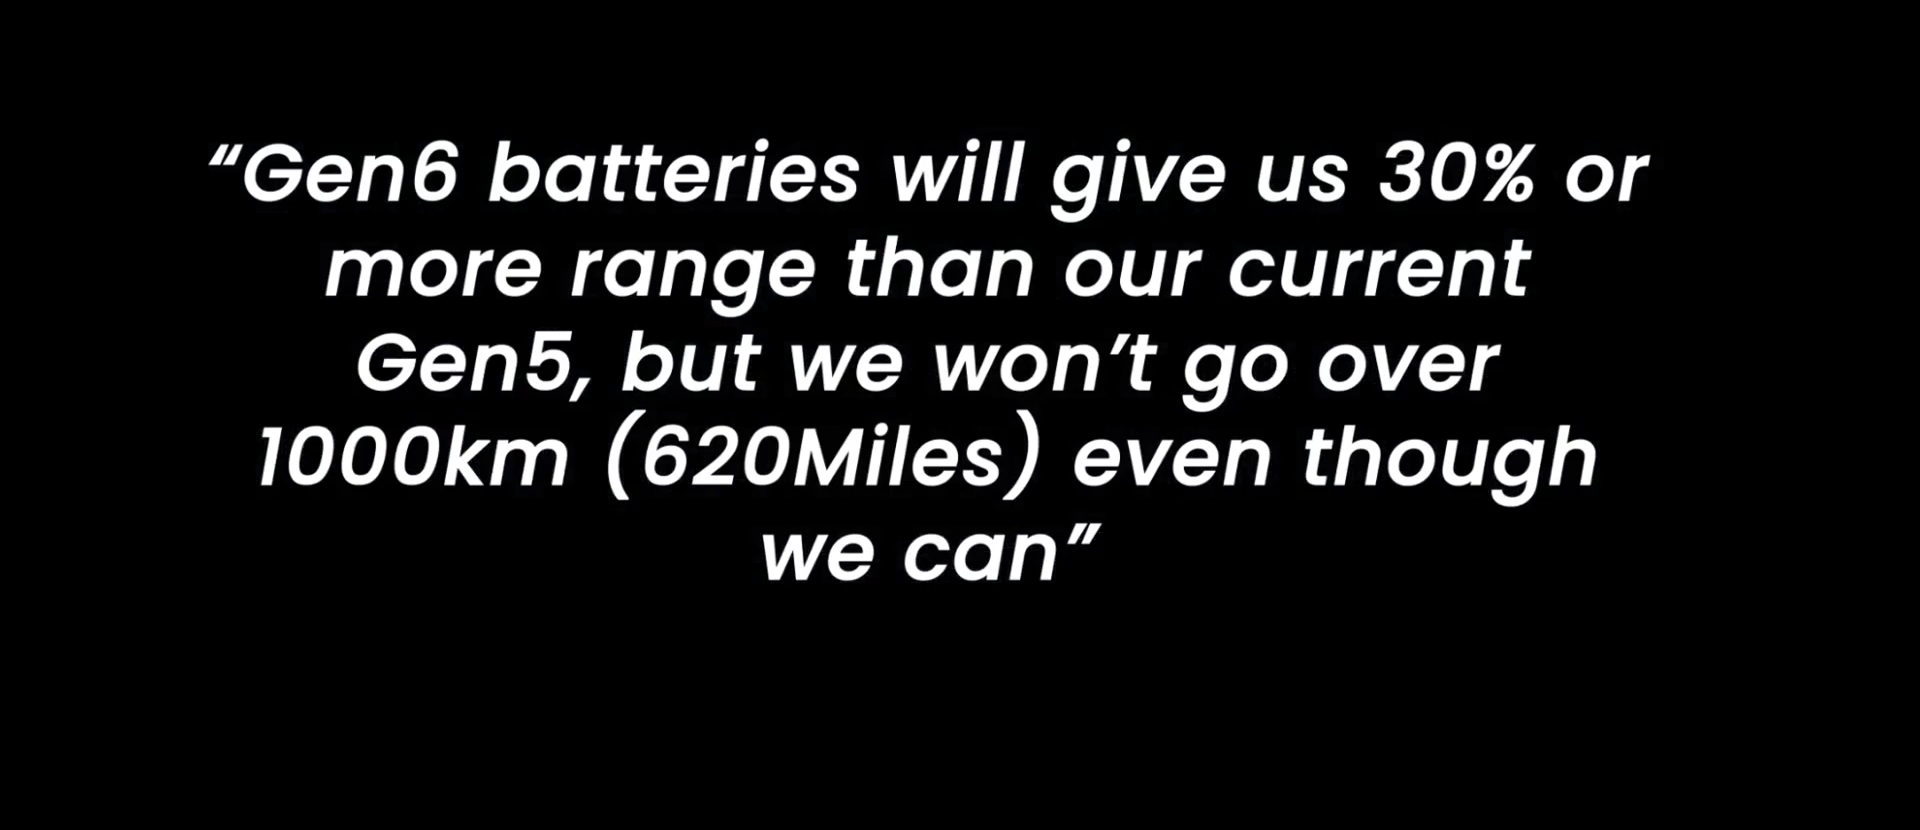 “Gen6 batteries will give us 30% or
more range than our current
Gen5, but we won’t go over
1000km (620Miles) even though
we can”